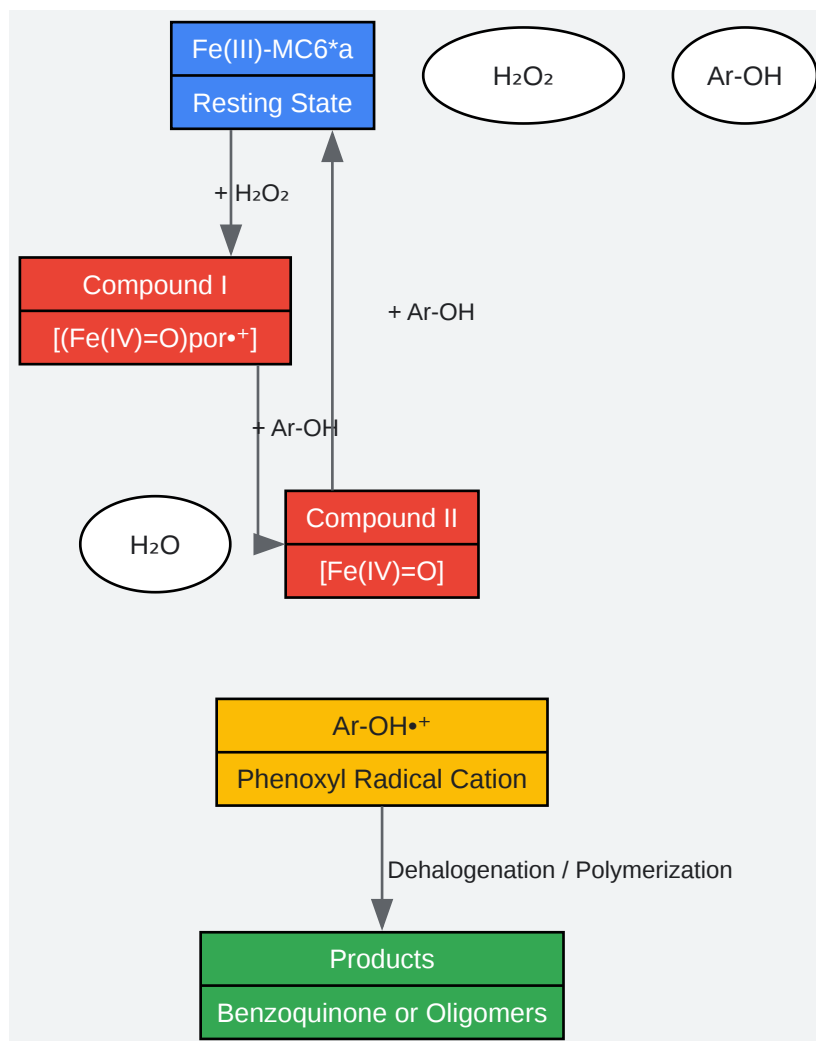 Fe(III)-MC6*a
Resting State
H₂O₂
Ar-OH
+ H₂O₂
Compound I
[(Fe(IV)=O)por•⁺]
+ Ar-OH
+ Ar-OH
H₂O
Compound II
[Fe(IV)=O]
Ar-OH•⁺
Phenoxyl Radical Cation
Dehalogenation / Polymerization
Products
Benzoquinone or Oligomers